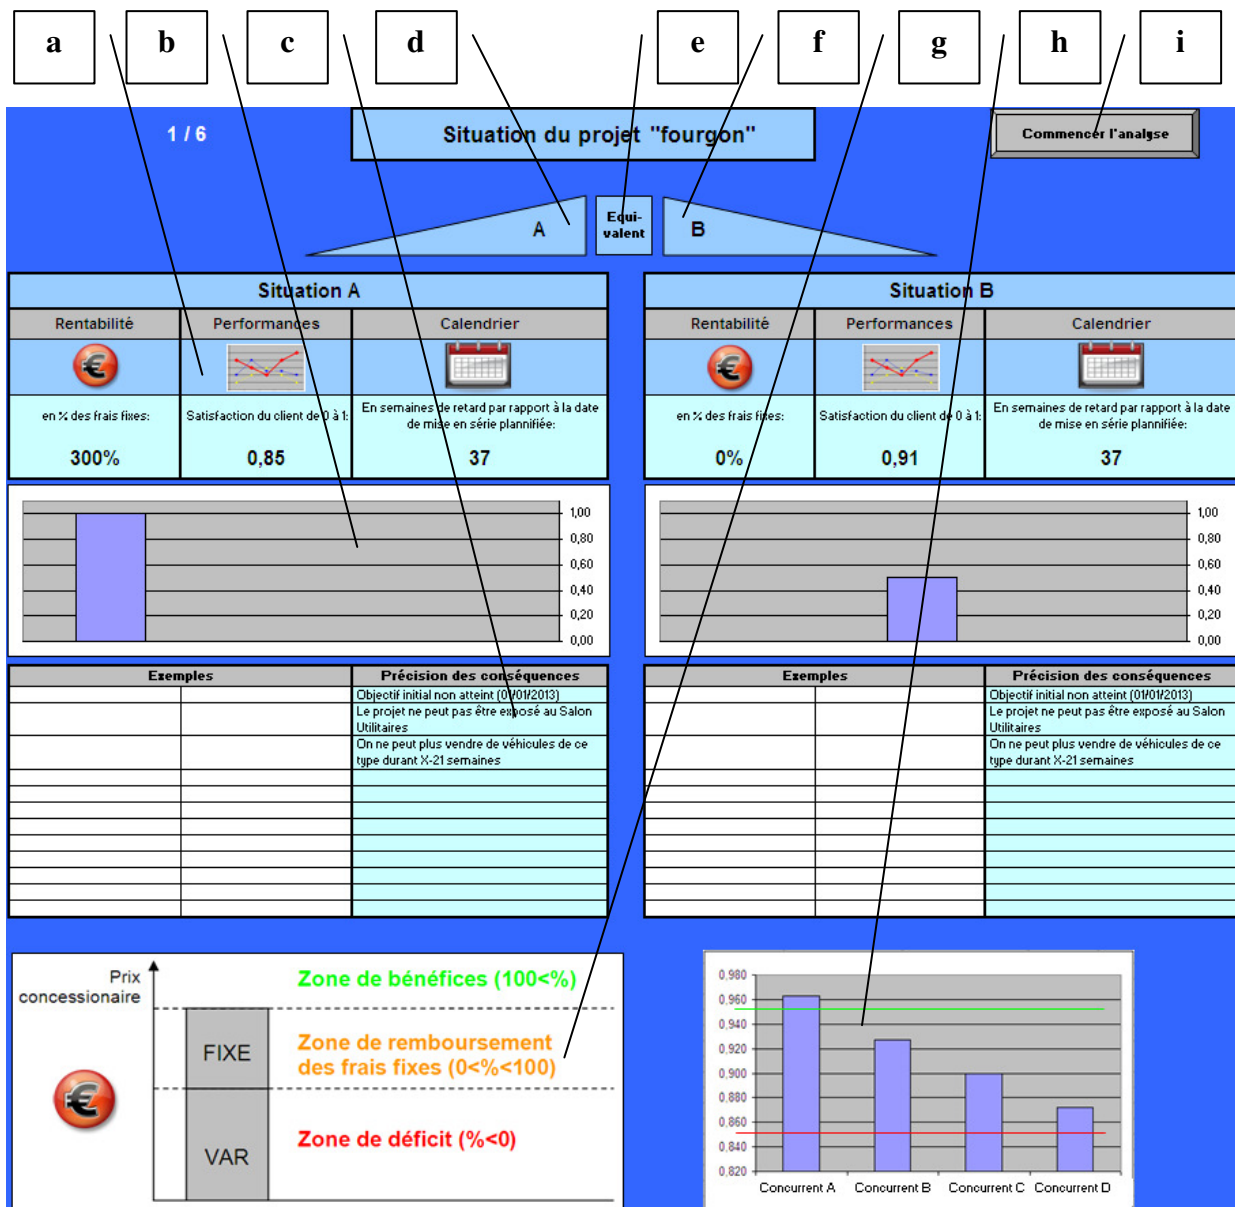 a b c d e f g h i
1 / 6
Situation du projet "fourgon"
Commencer l'analyse
A
Equi-
valent
B
Situation A
Rentabilité Performances Calendrier
en % des frais fixes:
Satisfaction du client de 0 à 1:
En semaines de retard par rapport à la date
de mise en série plannifiée:
300% 0,85 37
Situation B
Rentabilité Performances Calendrier
en % des frais fixes:
Satisfaction du client de 0 à 1:
En semaines de retard par rapport à la date
de mise en série plannifiée:
0% 0,91 37
1,00
0,80
0,60
0,40
0,20
0,00
1,00
0,80
0,60
0,40
0,20
0,00
Exemples Précision des conséquences
Objectif initial non atteint (01/01/2013)
Le projet ne peut pas être exposé au Salon
Utilitaires
On ne peut plus vendre de véhicules de ce
type durant X-21 semaines
Exemples Précision des conséquences
Objectif initial non atteint (01/01/2013)
Le projet ne peut pas être exposé au Salon
Utilitaires
On ne peut plus vendre de véhicules de ce
type durant X-21 semaines
Prix
concessionaire
FIXE
VAR
€
Zone de bénéfices (100<%)
Zone de remboursement
des frais fixes (0<%<100)
Zone de déficit (%<0)
0,980
0,960
0,940
0,920
0,900
0,880
0,860
0,840
0,820
Concurrent A Concurrent B Concurrent C Concurrent D